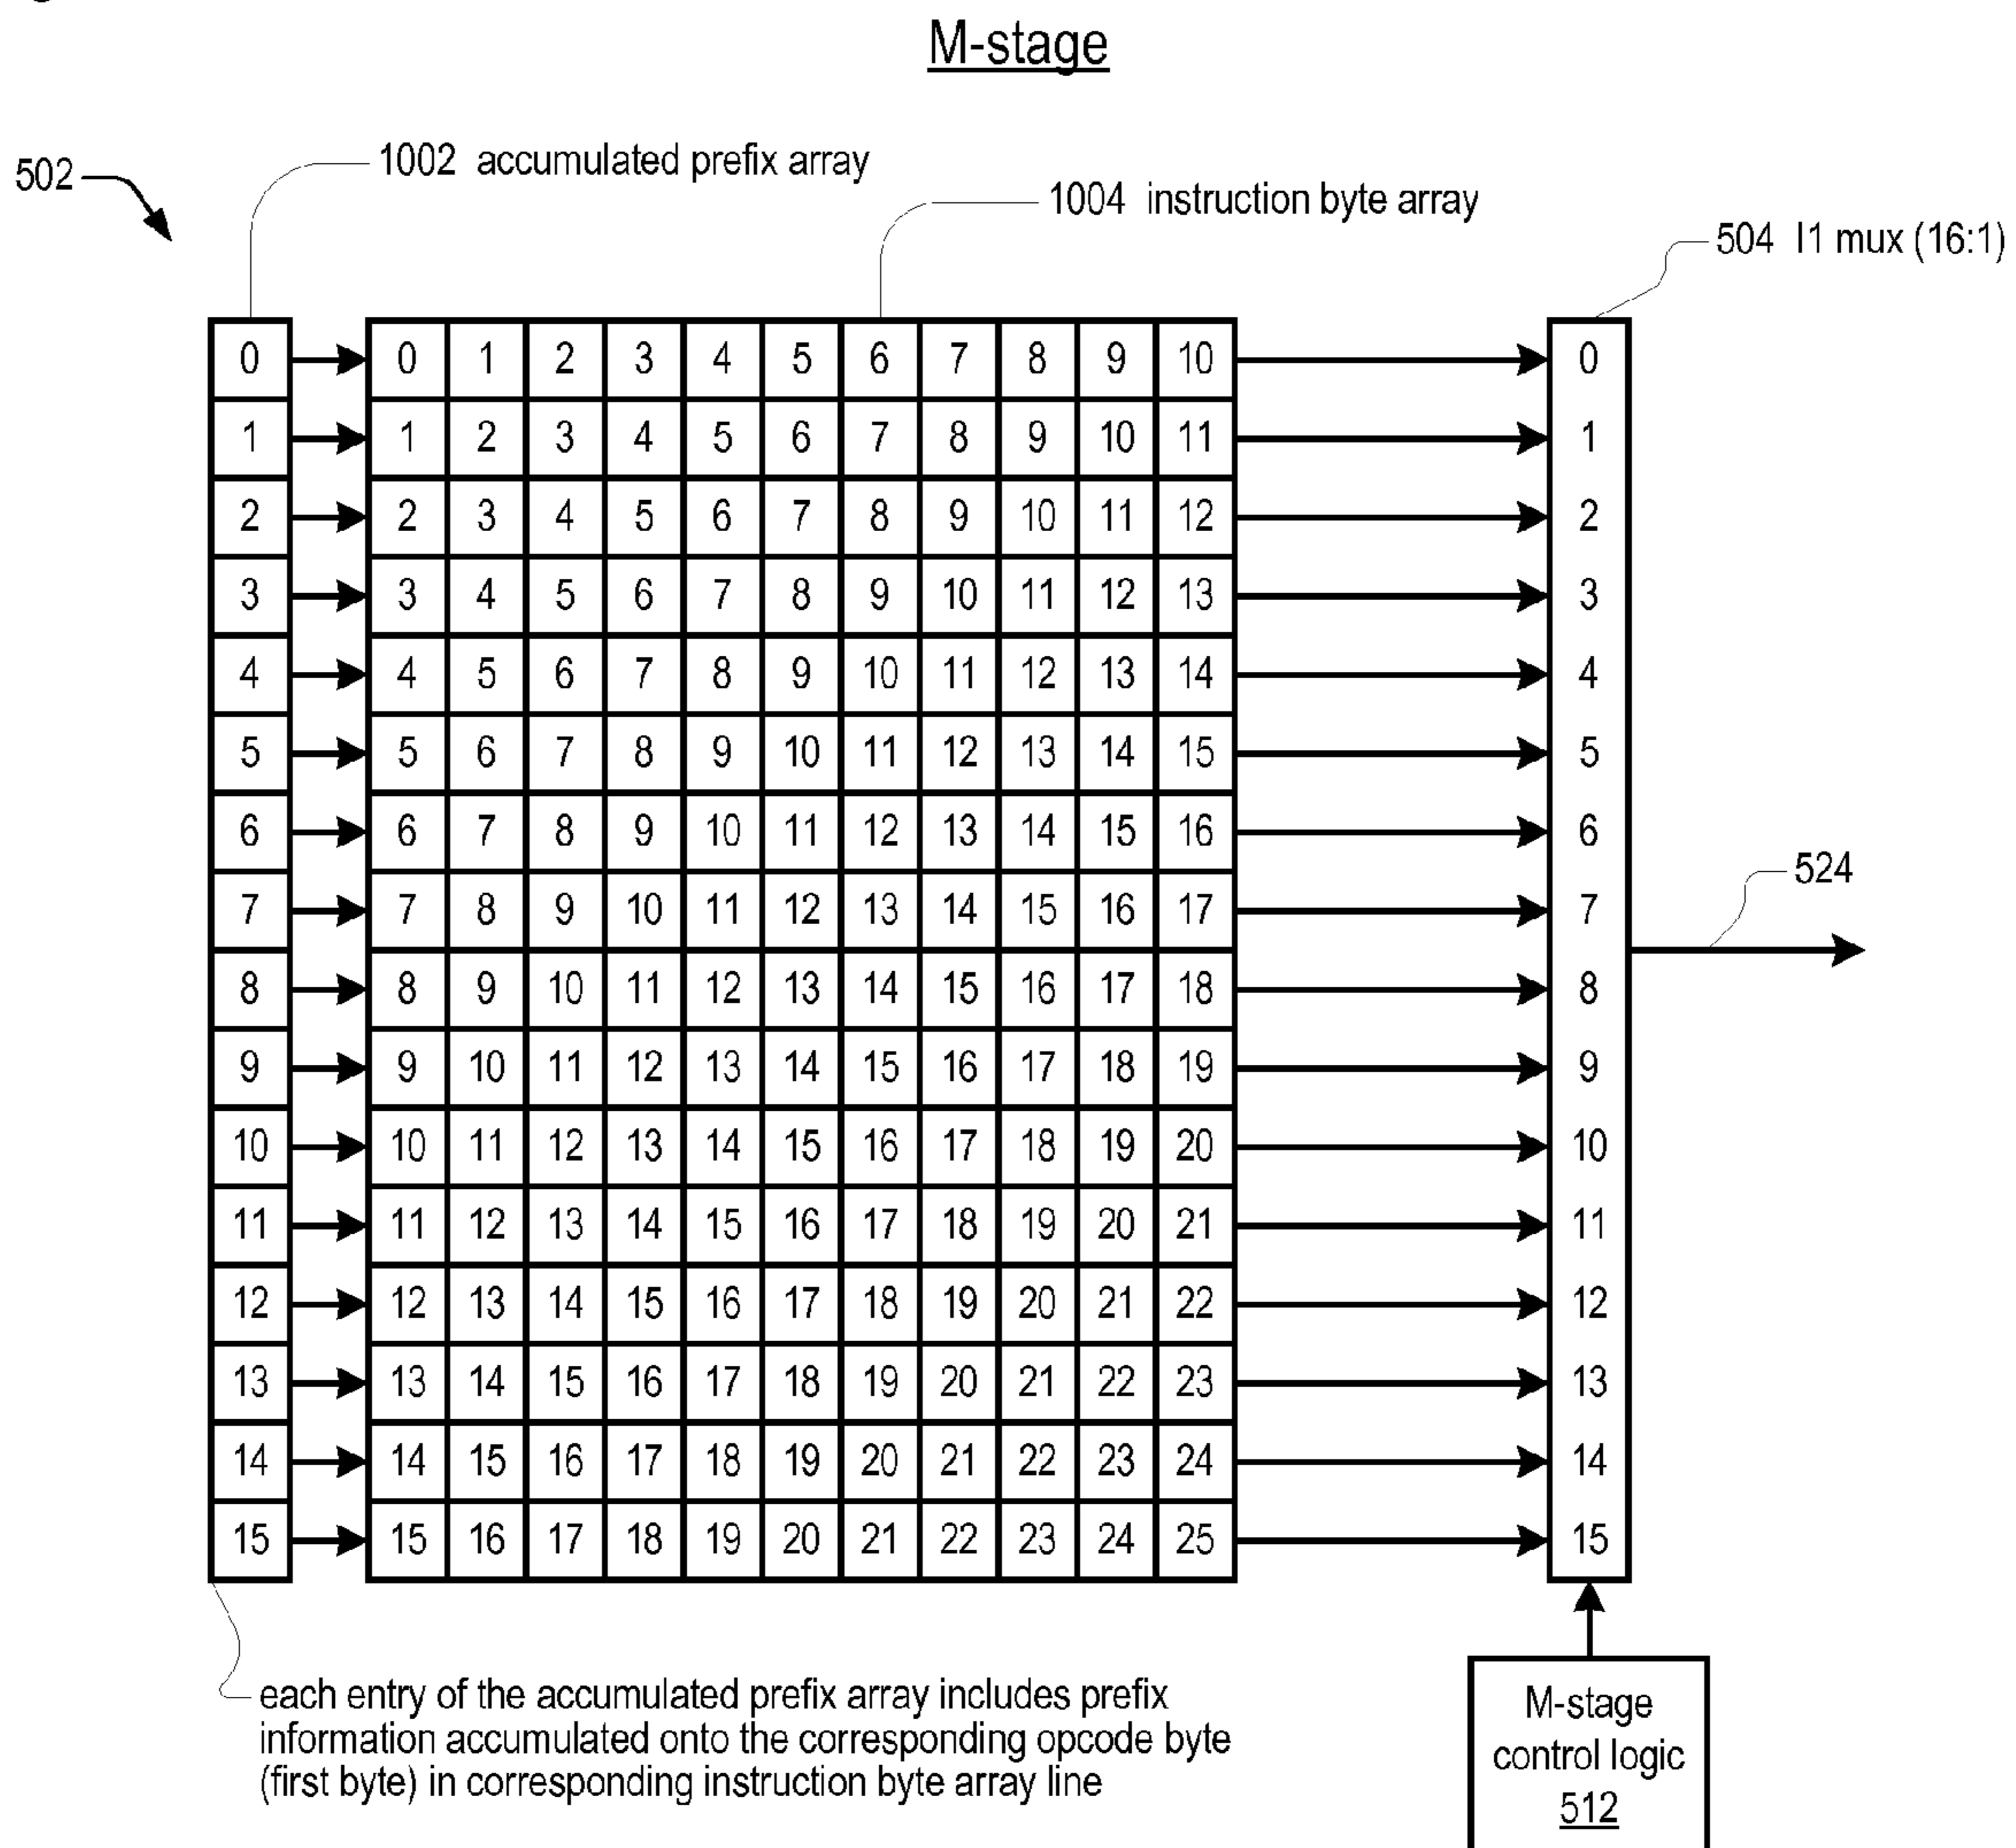 M-stage
502
1002 accumulated prefix array
1004 instruction byte array
504 I1 mux (16:1)
0 0 1 2 3 4 5 6 7 8 9 10 0
1 1 2 3 4 5 6 7 8 9 10 11 1
2 2 3 4 5 6 7 8 9 10 11 12 2
3 3 4 5 6 7 8 9 10 11 12 13 3
4 4 5 6 7 8 9 10 11 12 13 14 4
5 5 6 7 8 9 10 11 12 13 14 15 5
6 6 7 8 9 10 11 12 13 14 15 16 6
524
7 7 8 9 10 11 12 13 14 15 16 17 7
8 8 9 10 11 12 13 14 15 16 17 18 8
9 9 10 11 12 13 14 15 16 17 18 19 9
10 10 11 12 13 14 15 16 17 18 19 20 10
11 11 12 13 14 15 16 17 18 19 20 21 11
12 12 13 14 15 16 17 18 19 20 21 22 12
13 13 14 15 16 17 18 19 20 21 22 23 13
14 14 15 16 17 18 19 20 21 22 23 24 14
15 15 16 17 18 19 20 21 22 23 24 25 15
each entry of the accumulated prefix array includes prefix
information accumulated onto the corresponding opcode byte
(first byte) in corresponding instruction byte array line
M-stage
control logic
512